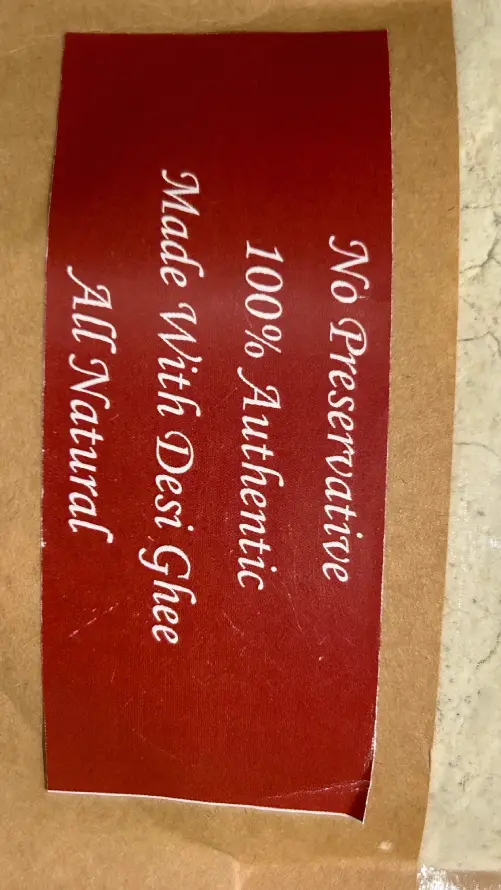 No Preservative
100% Authentic
Made With Desi Ghee
All Natural